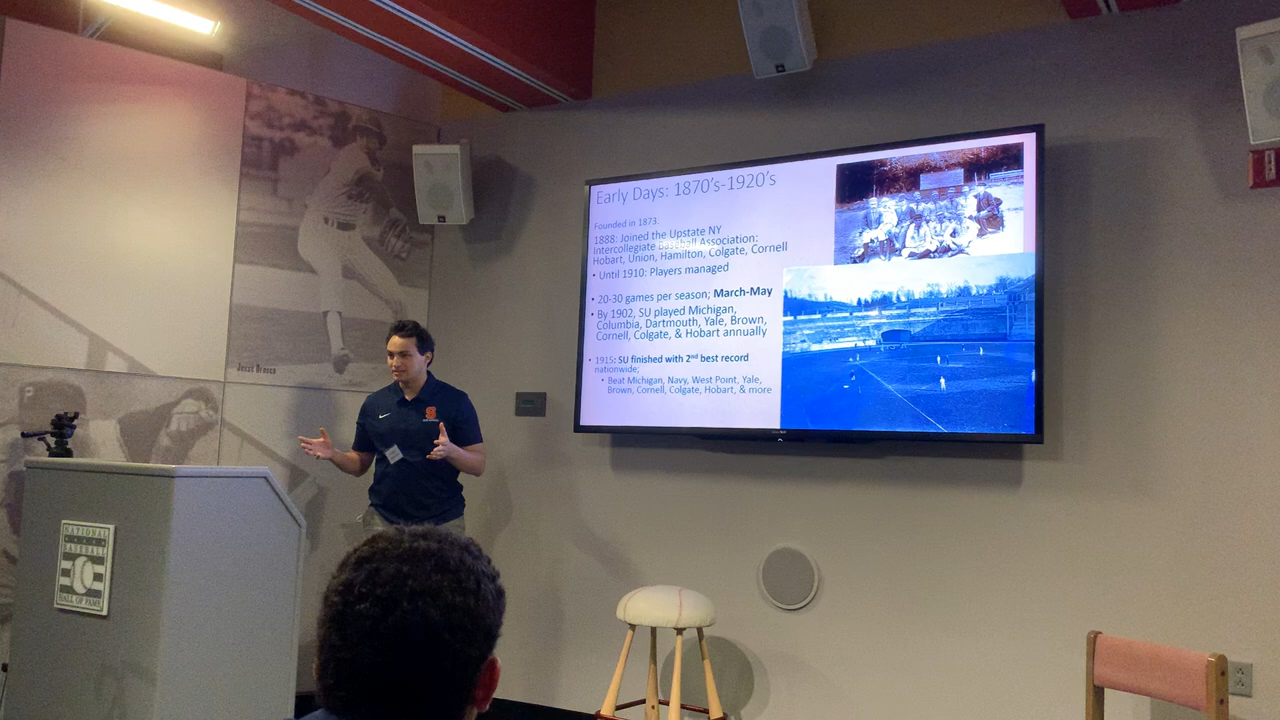 Early Days: 1870's-1920's
Founded in 1873.
1888: Joined the Upstate NY
Intercollegiate Baseball Association:
Hobart, Union, Hamilton, Colgate, Cornell
• Until 1910: Players managed
• 20-30 games per season; March-May
• By 1902, SU played Michigan,
Columbia, Dartmouth, Yale, Brown,
Cornell, Colgate, & Hobart annually
• 1915: SU finished with 2nd best record
nationwide;
• Beat Michigan, Navy, West Point, Yale,
Brown, Cornell, Colgate, Hobart, & more
Jesse Orosco
P
S
NATIONAL
BASEBALL
HALL OF FAME